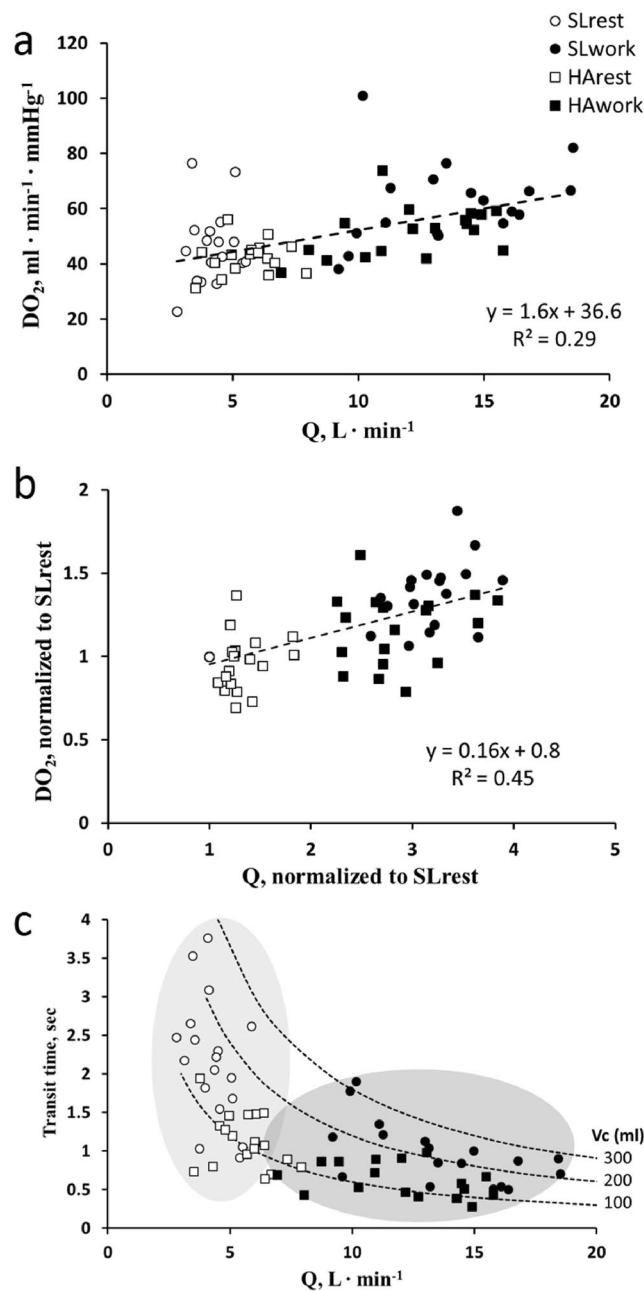 a
SLrest
SLwork
HArest
HAwork
120
100
80
60
40
20
0
DO₂, ml · min⁻¹ · mmHg⁻¹
y = 1.6x + 36.6
R² = 0.29
0 5 10 15 20
Q, L · min⁻¹
b
2
1.5
1
0.5
0
DO₂, normalized to SLrest
y = 0.16x + 0.8
R² = 0.45
0 1 2 3 4 5
Q, normalized to SLrest
c
4
3.5
3
2.5
2
1.5
1
0.5
0
Transit time, sec
Vc (ml)
300
200
100
0 5 10 15 20
Q, L · min⁻¹